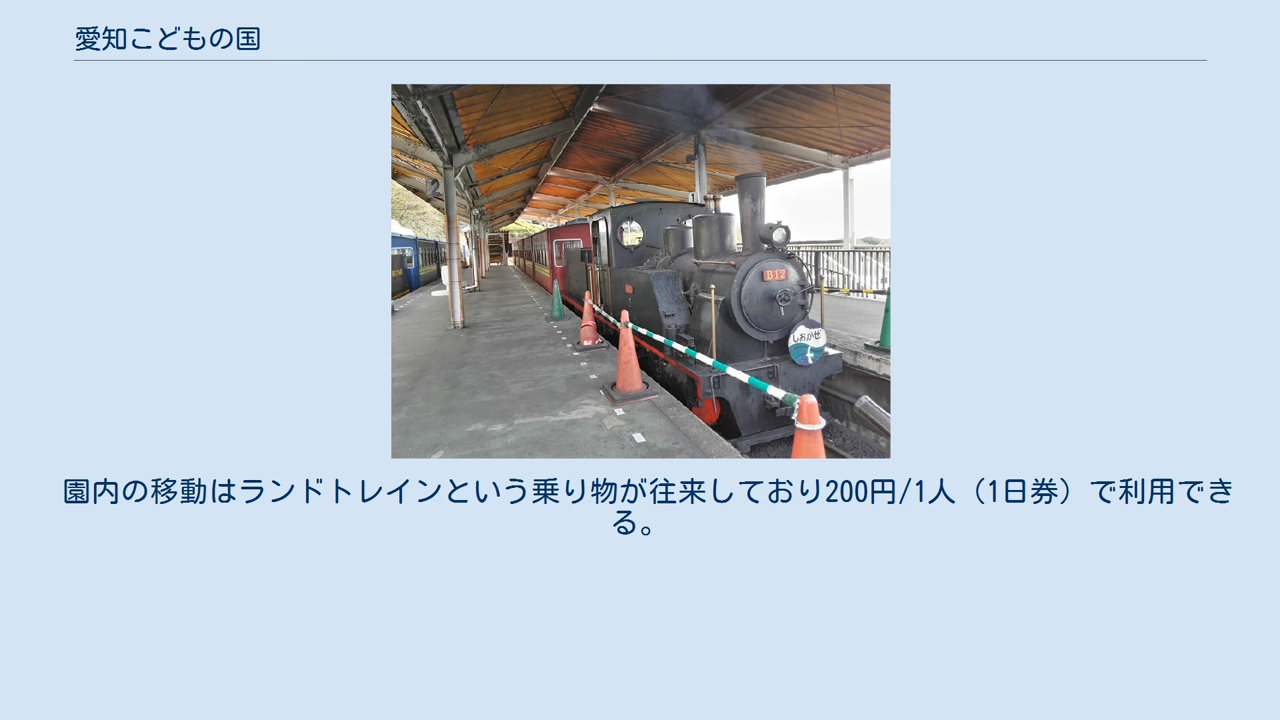 愛知こどもの国
2
B12
しおかぜ
園内の移動はランドトレインという乗り物が往来しており200円/1人（1日券）で利用でき
る。